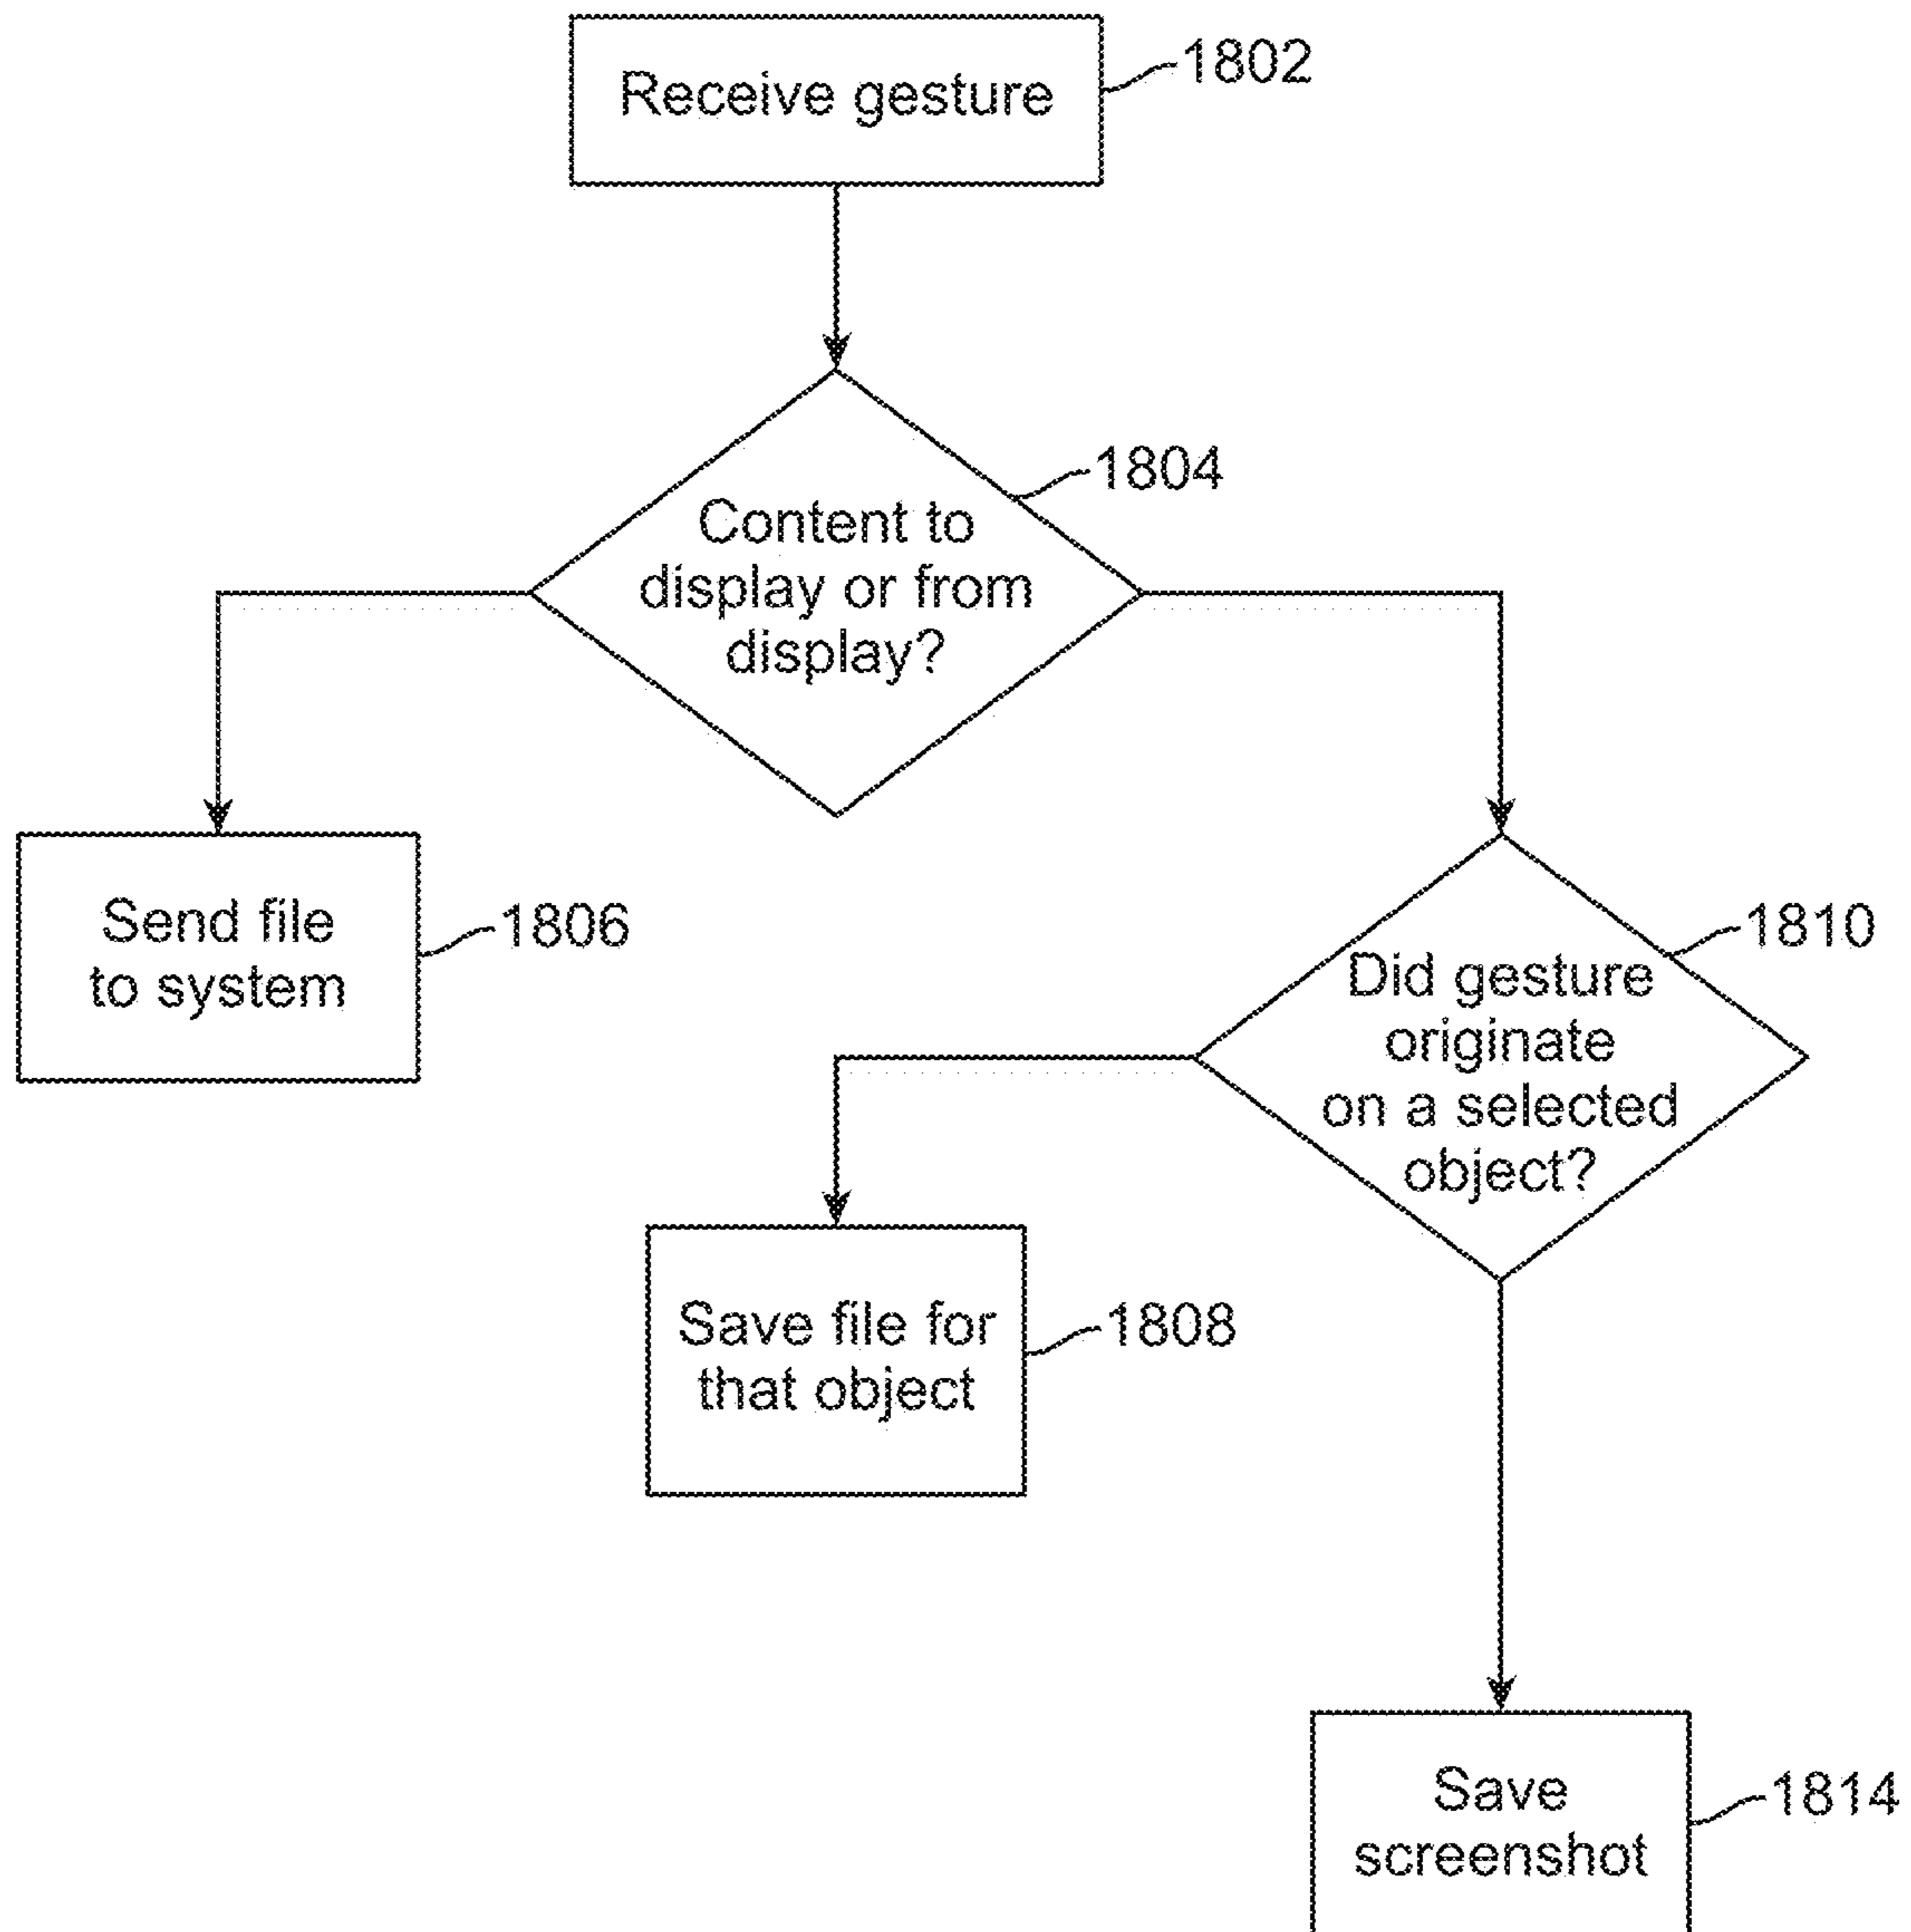 Receive gesture
1802
1804
Content to
display or from
display?
Send file
to system
1806
1810
Did gesture
originate
on a selected
object?
Save file for
that object
1808
Save
screenshot
1814